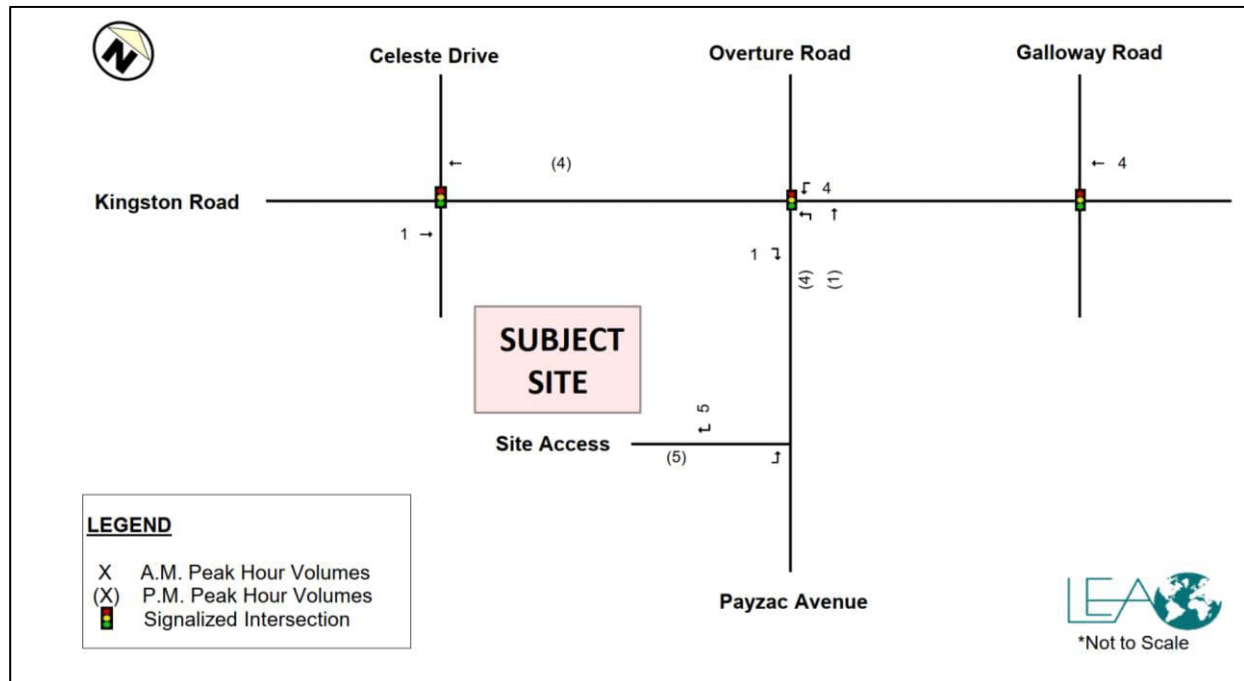 N
Celeste Drive
Overture Road
Galloway Road
(4)
4
4
Kingston Road
1
1
(4)
(1)
SUBJECT
SITE
5
Site Access
(5)
LEGEND
X A.M. Peak Hour Volumes
(X) P.M. Peak Hour Volumes
Signalized Intersection
Payzac Avenue
LEA
*Not to Scale